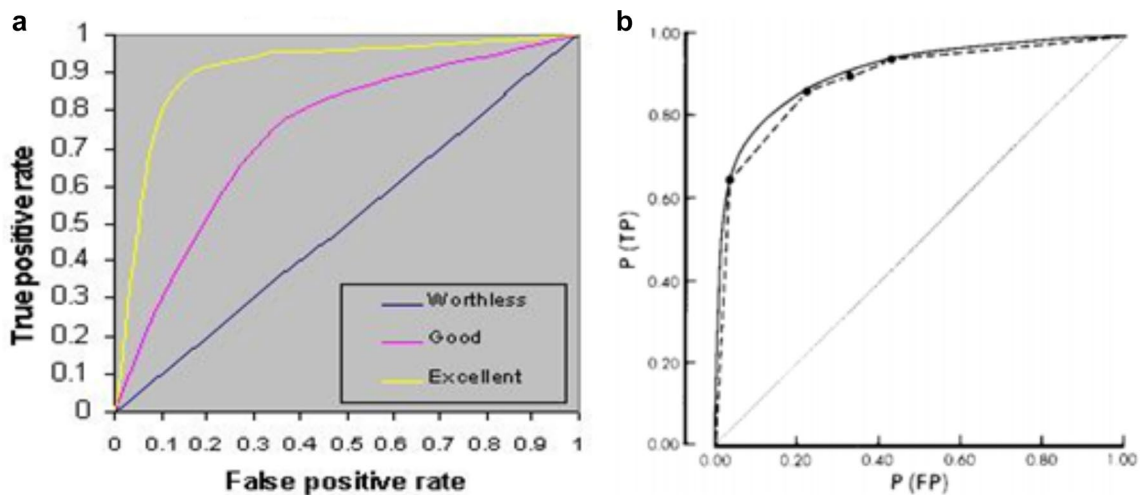 a
1
0.9
0.8
0.7
0.6
0.5
0.4
0.3
0.2
0.1
0
True positive rate
Worthless
Good
Excellent
0 0.1 0.2 0.3 0.4 0.5 0.6 0.7 0.8 0.9 1
False positive rate
b
1.00
0.80
0.60
0.40
0.20
0.00
P (TP)
0.00 0.20 0.40 0.60 0.80 1.00
P (FP)